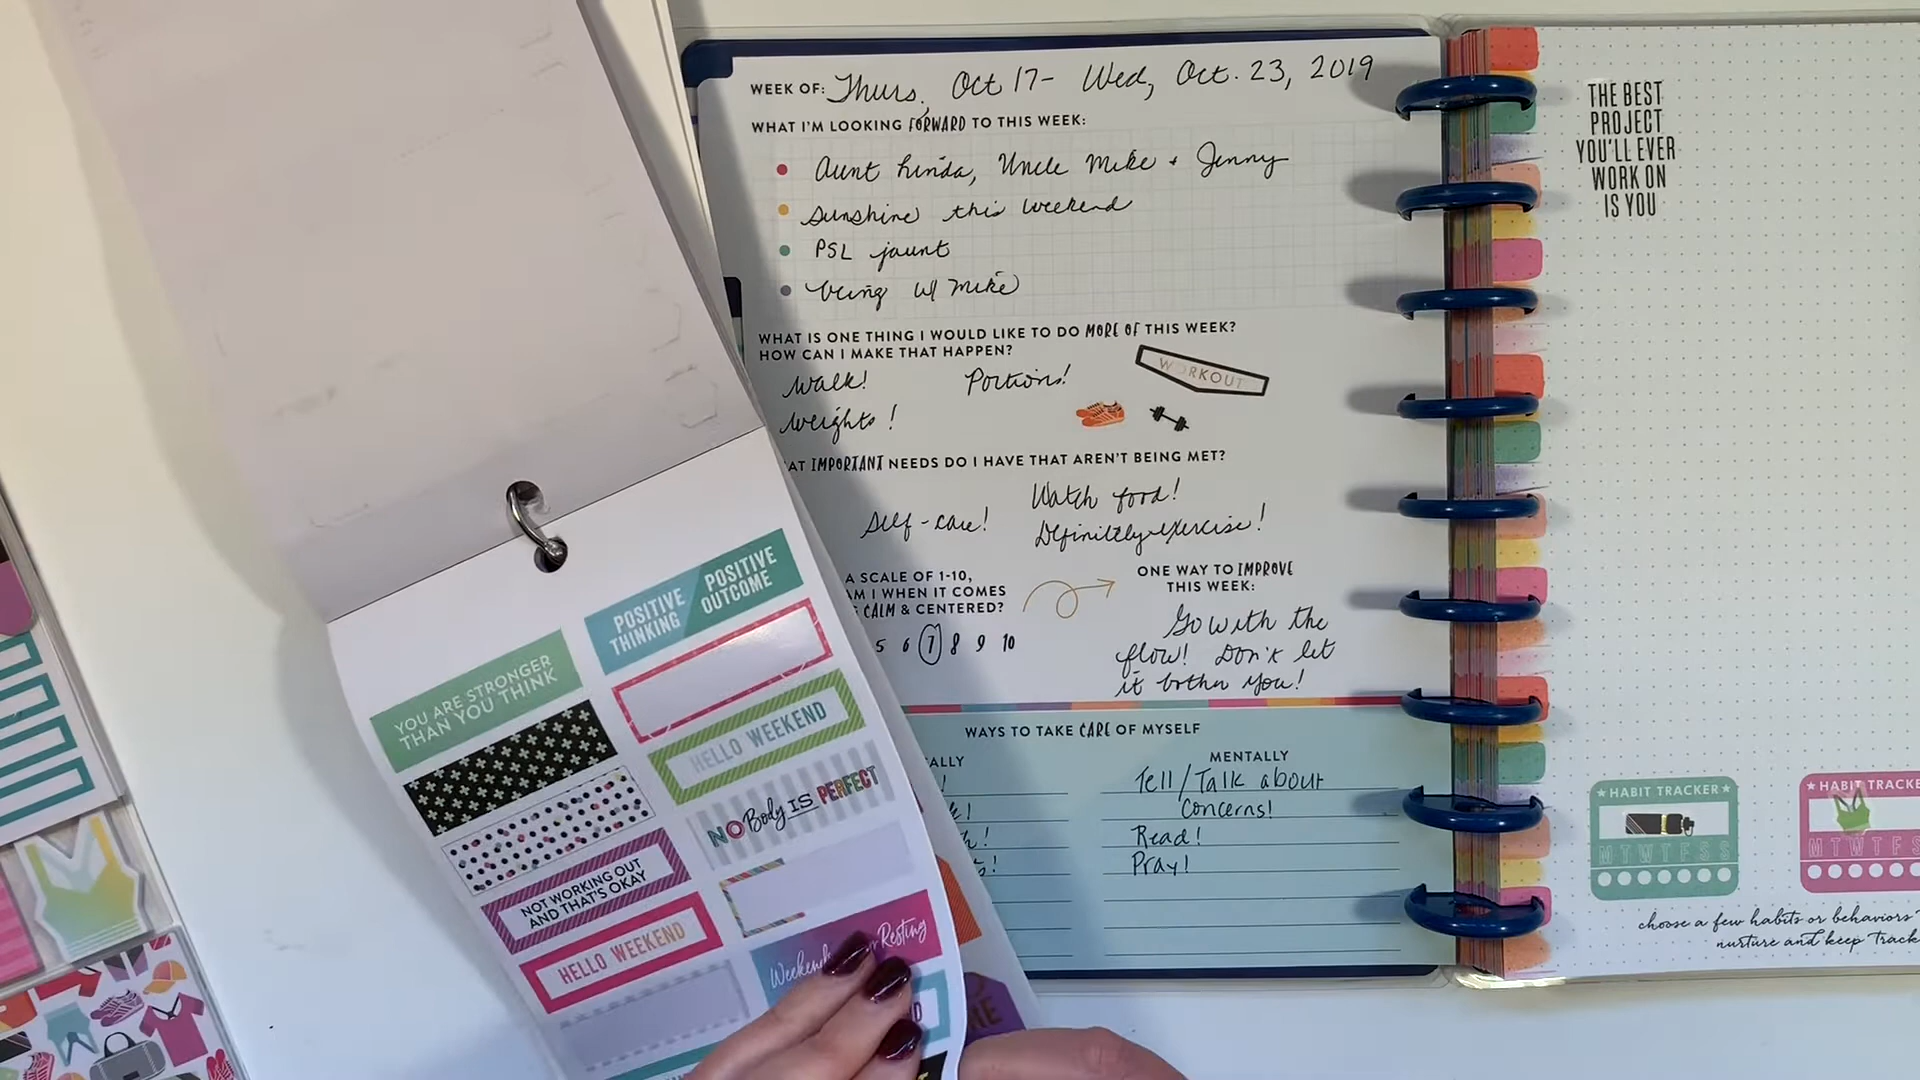 WEEK OF: Thurs, Oct 17- Wed, Oct. 23, 2019
WHAT I'M LOOKING FORWARD TO THIS WEEK:
Aunt Linda, Uncle Mike + Jenny
sunshine this weekend
PSL jaunt
being w/ Mike
WHAT IS ONE THING I WOULD LIKE TO DO MORE OF THIS WEEK?
HOW CAN I MAKE THAT HAPPEN?
Walk! Portions!
WORKOUT
weights!
IMPORTANT NEEDS DO I HAVE THAT AREN'T BEING MET?
Watch food!
Self-care!
Definitely exercise!
A SCALE OF 1-10,
I WHEN IT COMES
CALM & CENTERED?
5 6 7 8 9 10
ONE WAY TO IMPROVE
THIS WEEK:
Go with the
flow! Don't let
it bother you!
WAYS TO TAKE CARE OF MYSELF
MENTALLY
Tell/Talk about
Concerns!
Read!
Pray!
THE BEST
PROJECT
YOU'LL EVER
WORK ON
IS YOU
HABIT TRACKER
M T W T F S S
HABIT TRACKER
M T W T F S
choose a few habits or behaviors
nurture and keep track
POSITIVE
THINKING
POSITIVE
OUTCOME
YOU ARE STRONGER
THAN YOU THINK
HELLO WEEKEND
NOBody IS PERFECT
NOT WORKING OUT
AND THAT'S OKAY
HELLO WEEKEND
Resting